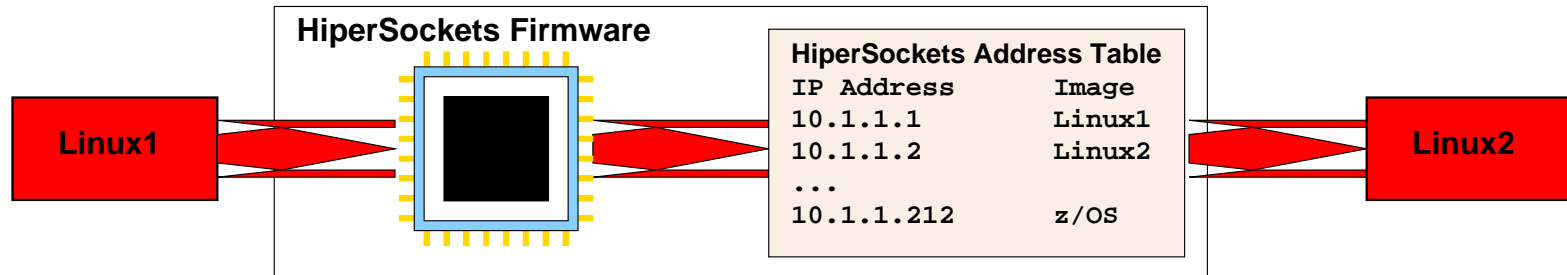 HiperSockets Firmware
Linux1
HiperSockets Address Table
IP Address Image
10.1.1.1 Linux1
10.1.1.2 Linux2
...
10.1.1.212 z/OS
Linux2